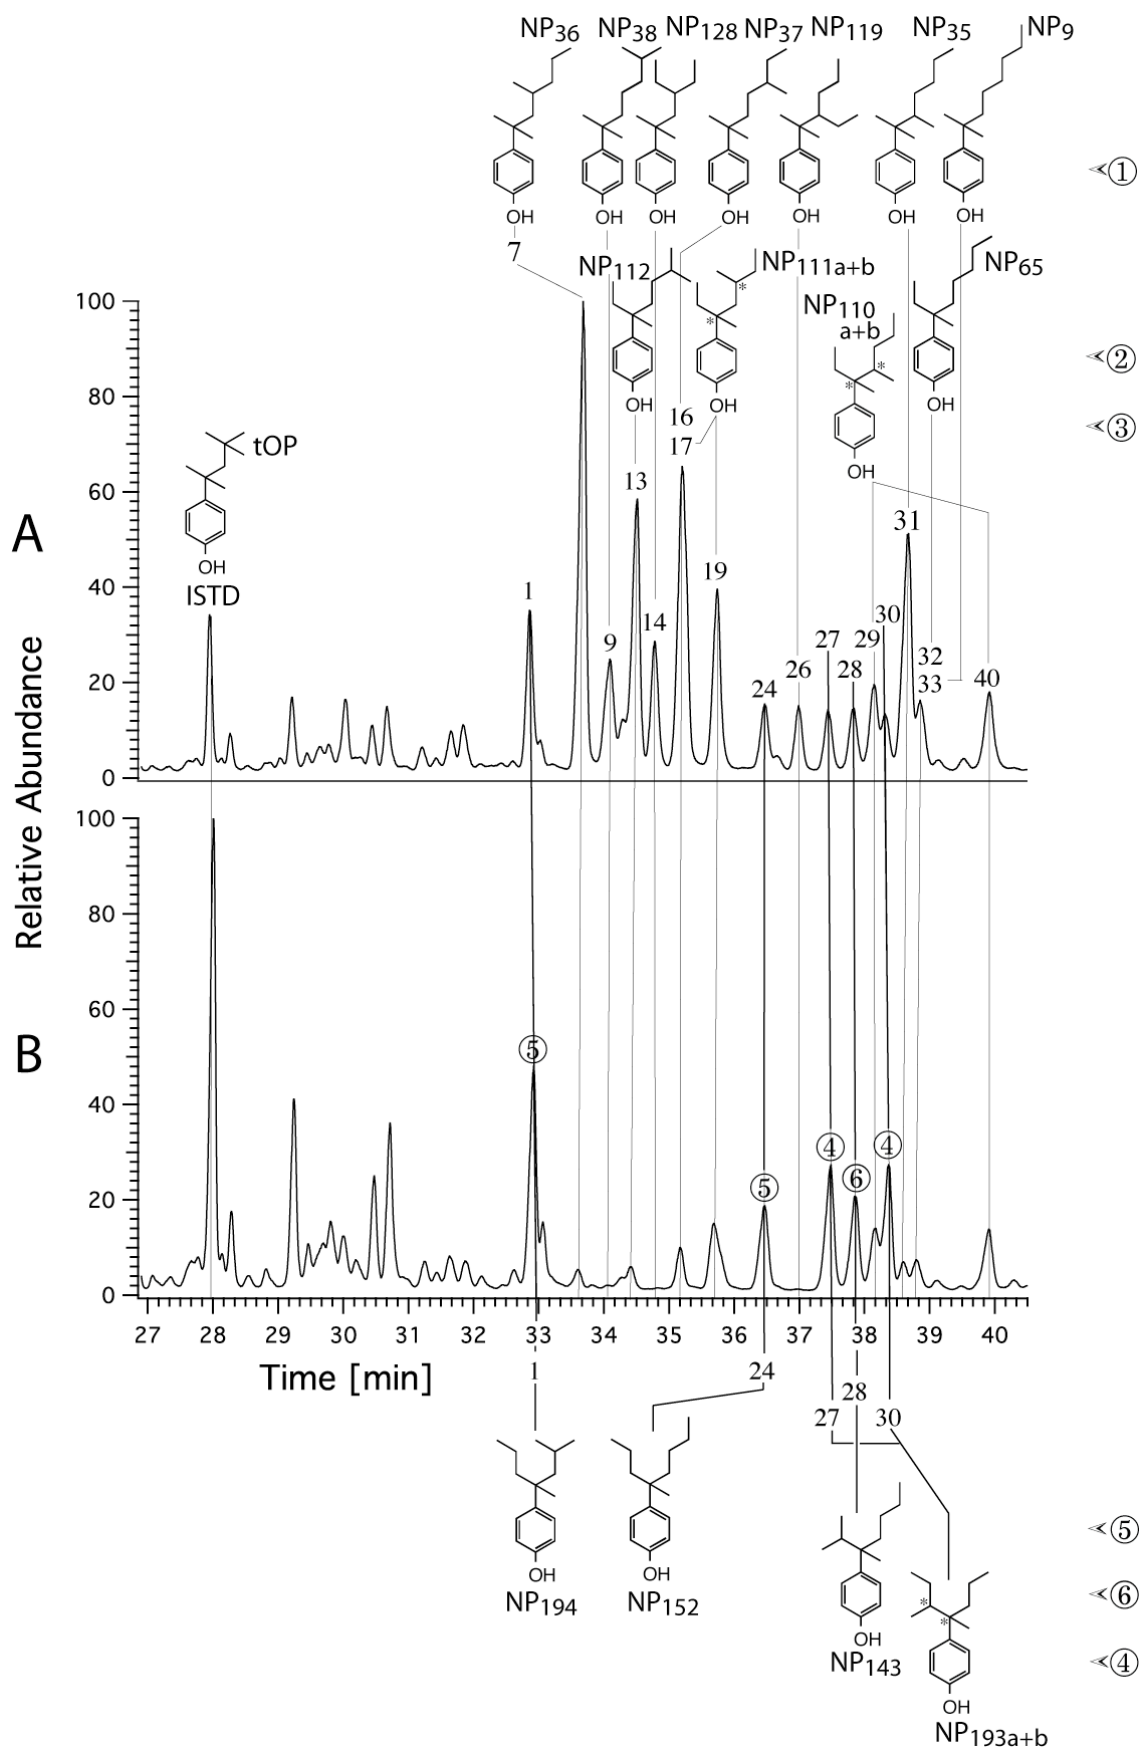 NP36 NP38 NP128 NP37 NP119 NP35 NP9
①
OH OH OH OH OH OH OH
7
NP112 NP111a+b NP65
* *
NP110
a+b
* *
②
OH OH OH
16
17
③
OH
100
80
60
40
20
0
tOP
OH
ISTD
A
1 9 13 14 19 24 26 27 28 29 30 31 32 33 40
Relative Abundance
100
80
60
40
20
0
B
⑤ ⑤ ④ ⑥ ④
27 28 29 30 31 32 33 34 35 36 37 38 39 40
Time [min]
1 24 28
27 30
OH OH
NP194 NP152
⑤
* *
⑥
OH
NP143
④
OH
NP193a+b